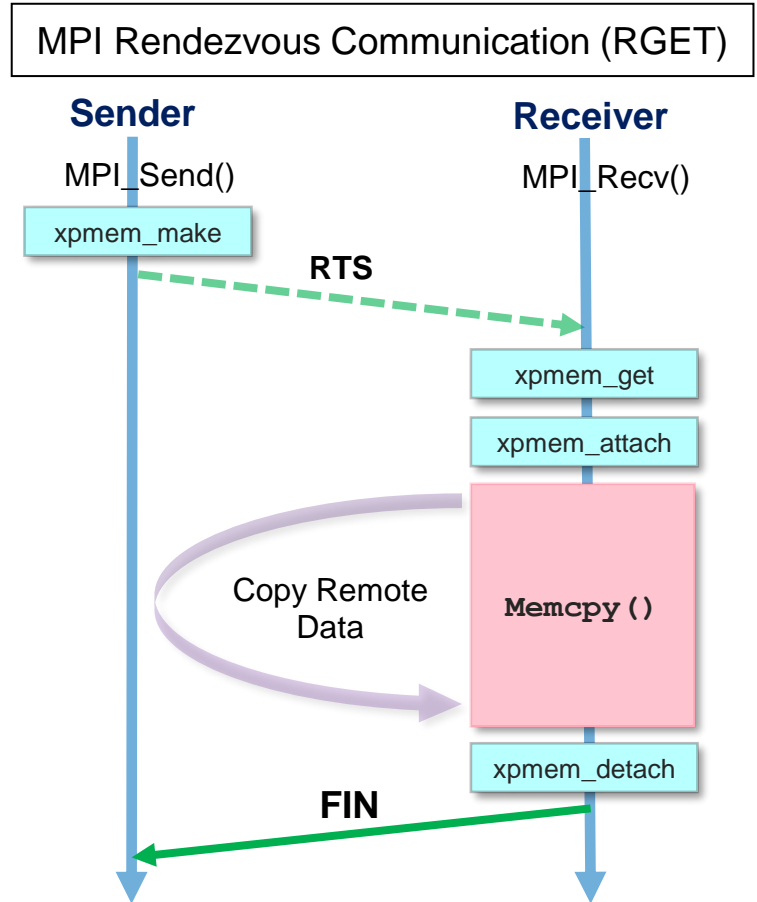 MPI Rendezvous Communication (RGET)
Sender
Receiver
MPI_Send()
MPI_Recv()
xpmem_make
RTS
xpmem_get
xpmem_attach
Copy Remote
Data
Memcpy()
xpmem_detach
FIN